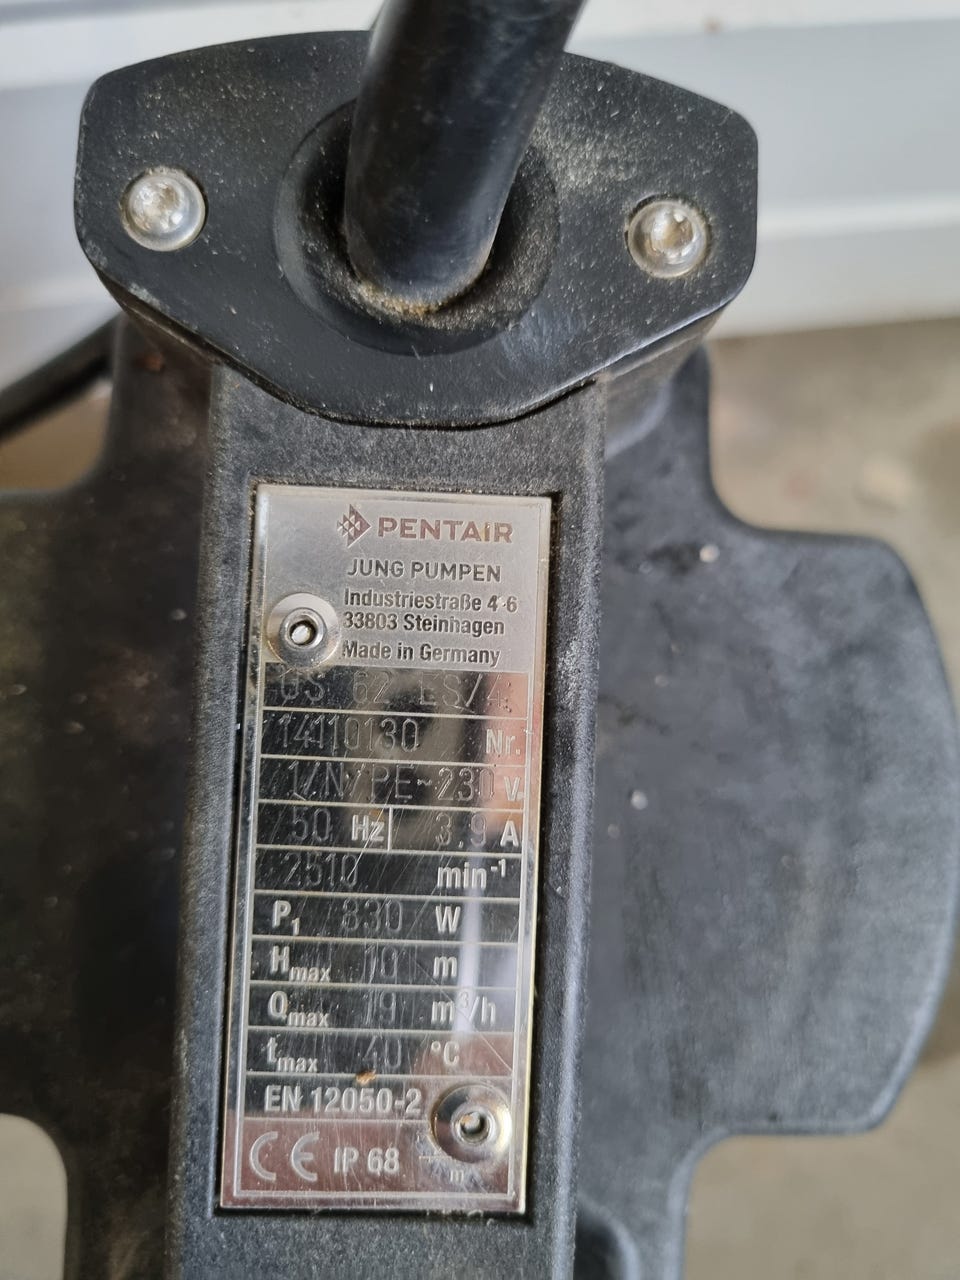 PENTAIR
JUNG PUMPEN
Industriestraße 4-6
33803 Steinhagen
Made in Germany
US 62 ES/4
14110130 Nr.
1/N/PE~230 V
50 Hz 3.9 A
2510 min⁻¹
P₁ 830 W
Hmax 10 m
Qmax 19 m³/h
tmax 40 °C
EN 12050-2
CE IP 68
m